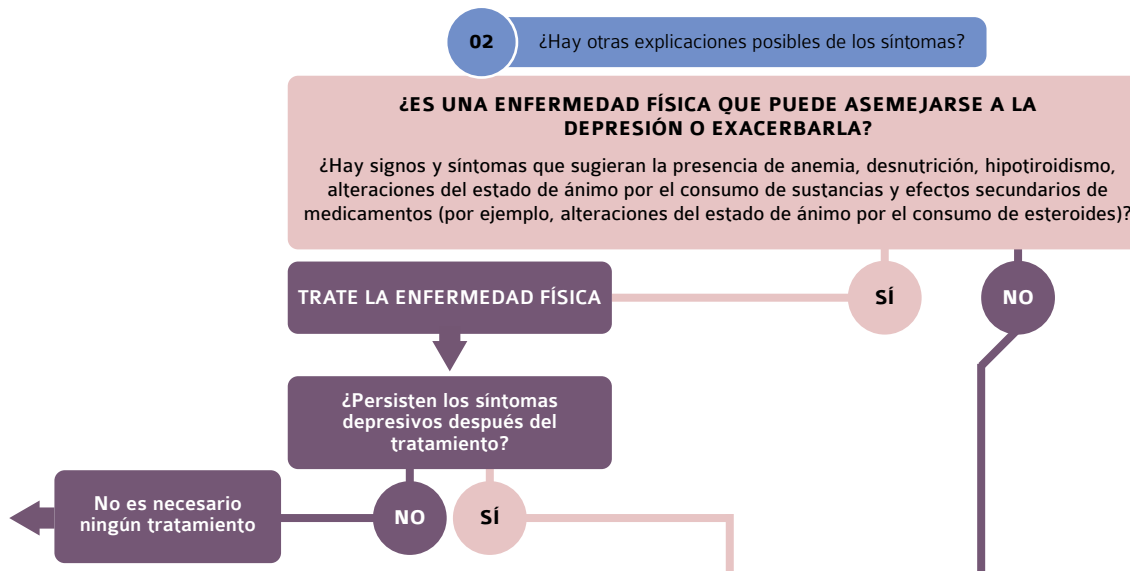 02
¿Hay otras explicaciones posibles de los síntomas?
¿ES UNA ENFERMEDAD FÍSICA QUE PUEDE ASEMEJARSE A LA
DEPRESIÓN O EXACERBARLA?
¿Hay signos y síntomas que sugieran la presencia de anemia, desnutrición, hipotiroidismo,
alteraciones del estado de ánimo por el consumo de sustancias y efectos secundarios de
medicamentos (por ejemplo, alteraciones del estado de ánimo por el consumo de esteroides)?
TRATE LA ENFERMEDAD FÍSICA
SÍ
NO
¿Persisten los síntomas
depresivos después del
tratamiento?
No es necesario
ningún tratamiento
NO
SÍ